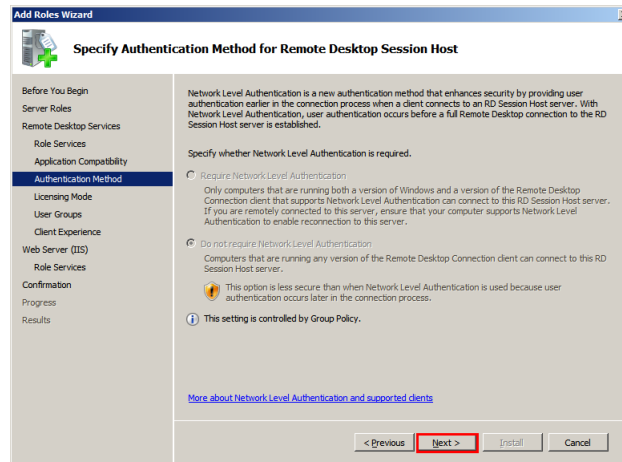 Add Roles Wizard
Specify Authentication Method for Remote Desktop Session Host
Before You Begin
Server Roles
Remote Desktop Services
Role Services
Application Compatibility
Authentication Method
Licensing Mode
User Groups
Client Experience
Web Server (IIS)
Role Services
Confirmation
Progress
Results
Network Level Authentication is a new authentication method that enhances security by providing user
authentication earlier in the connection process when a client connects to an RD Session Host server. With
Network Level Authentication, user authentication occurs before a full Remote Desktop connection to the RD
Session Host server is established.
Specify whether Network Level Authentication is required.
Require Network Level Authentication
Only computers that are running both a version of Windows and a version of the Remote Desktop
Connection client that supports Network Level Authentication can connect to this RD Session Host server.
If you are remotely connected to this server, ensure that your computer supports Network Level
Authentication to enable reconnection to this server.
Do not require Network Level Authentication
Computers that are running any version of the Remote Desktop Connection client can connect to this RD
Session Host server.
This option is less secure than when Network Level Authentication is used because user
authentication occurs later in the connection process.
This setting is controlled by Group Policy.
More about Network Level Authentication and supported clients
< Previous Next > Install Cancel